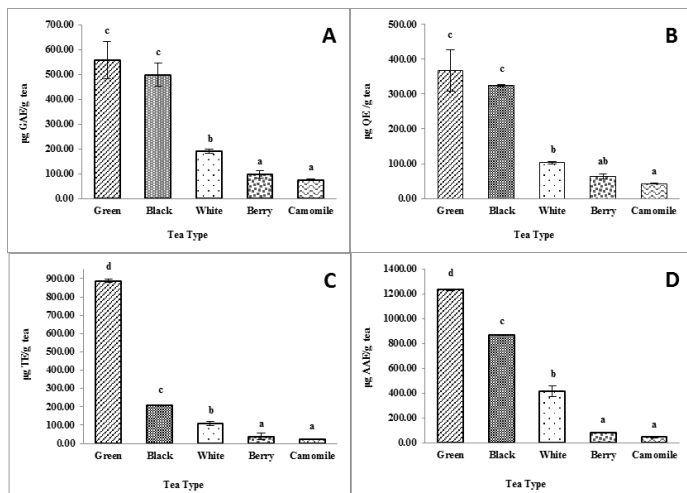 A
µg GAE/g tea
700.00
600.00
500.00
400.00
300.00
200.00
100.00
0.00
c
c
b
a
a
Green Black White Berry Camomile
Tea Type
B
µg QE /g tea
500.00
400.00
300.00
200.00
100.00
0.00
c
c
b
ab
a
Green Black White Berry Camomile
Tea Type
C
µg TE/g tea
900.00
800.00
700.00
600.00
500.00
400.00
300.00
200.00
100.00
0.00
d
c
b
a
a
Green Black White Berry Camomile
Tea Type
D
µg AAE/g tea
1400.00
1200.00
1000.00
800.00
600.00
400.00
200.00
0.00
d
c
b
a
a
Green Black White Berry Camomile
Tea Type